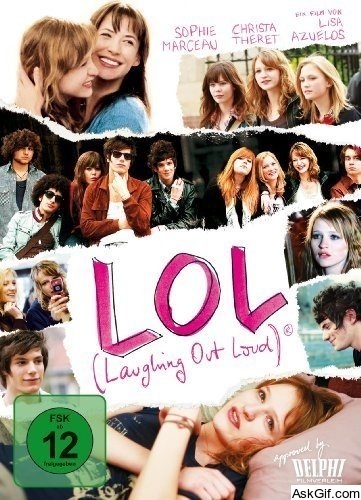 SOPHIE
MARCEAU
CHRISTA
THERET
EIN FILM VON
LISA
AZUELOS
LOL
(Laughing Out Loud)®
FSK
ab
12
freigegeben
approved by:
DELPHI
FILMVERLEIH
AskGif.com